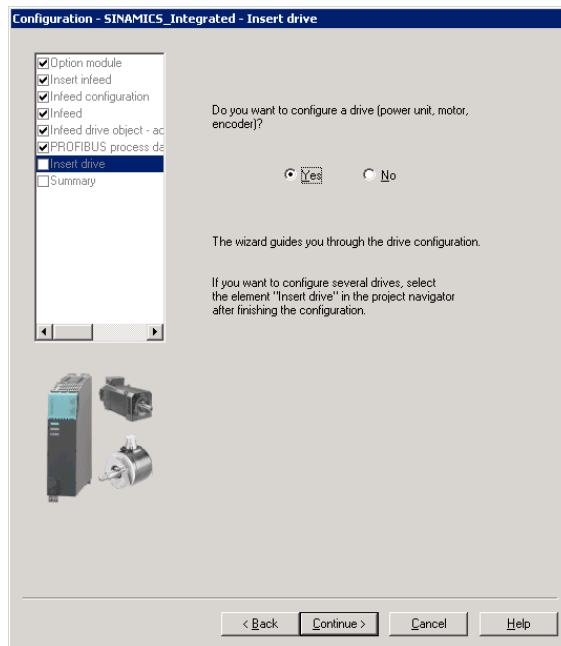 Configuration - SINAMICS_Integrated - Insert drive
Option module
Insert infeed
Infeed configuration
Infeed
Infeed drive object - ac
PROFIBUS process da
Insert drive
Summary
Do you want to configure a drive (power unit, motor,
encoder)?
Yes
No
The wizard guides you through the drive configuration.
If you want to configure several drives, select
the element "Insert drive" in the project navigator
after finishing the configuration.
< Back
Continue >
Cancel
Help